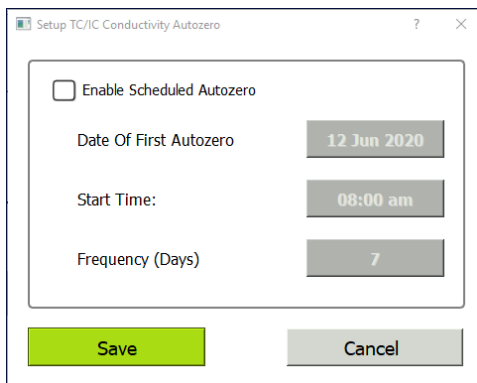 Setup TC/IC Conductivity Autozero ?
Enable Scheduled Autozero
Date Of First Autozero 12 Jun 2020
Start Time: 08:00 am
Frequency (Days) 7
Save Cancel